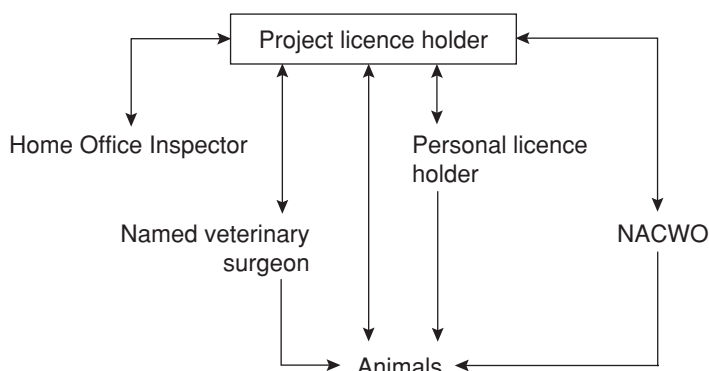 Project licence holder
Home Office Inspector
Personal licence
holder
Named veterinary
surgeon
NACWO
Animals